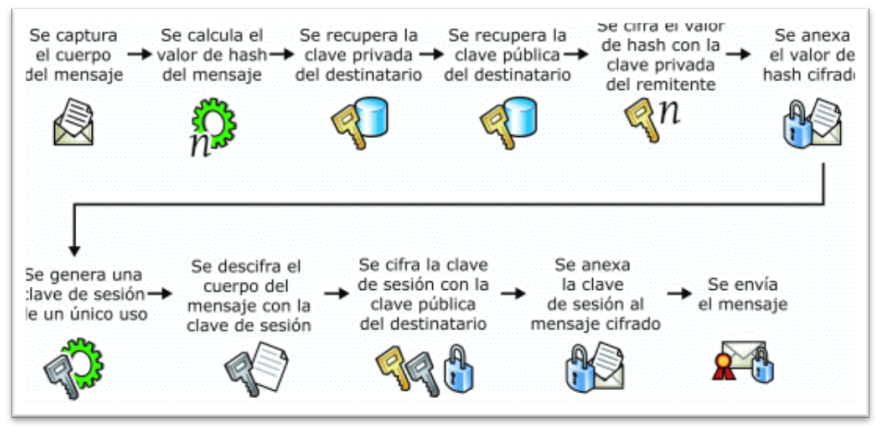 Se captura
el cuerpo
del mensaje
Se calcula el
valor de hash
del mensaje
Se recupera la
clave privada
del destinatario
Se recupera la
clave pública
del destinatario
Se cifra el valor
de hash con la
clave privada
del remitente
Se anexa
el valor de
hash cifrado
n
n
Se genera una
clave de sesión
de un único uso
Se descifra el
cuerpo del
mensaje con la
clave de sesión
Se cifra la clave
de sesión con la
clave pública
del destinatario
Se anexa
la clave
de sesión al
mensaje cifrado
Se envía
el mensaje